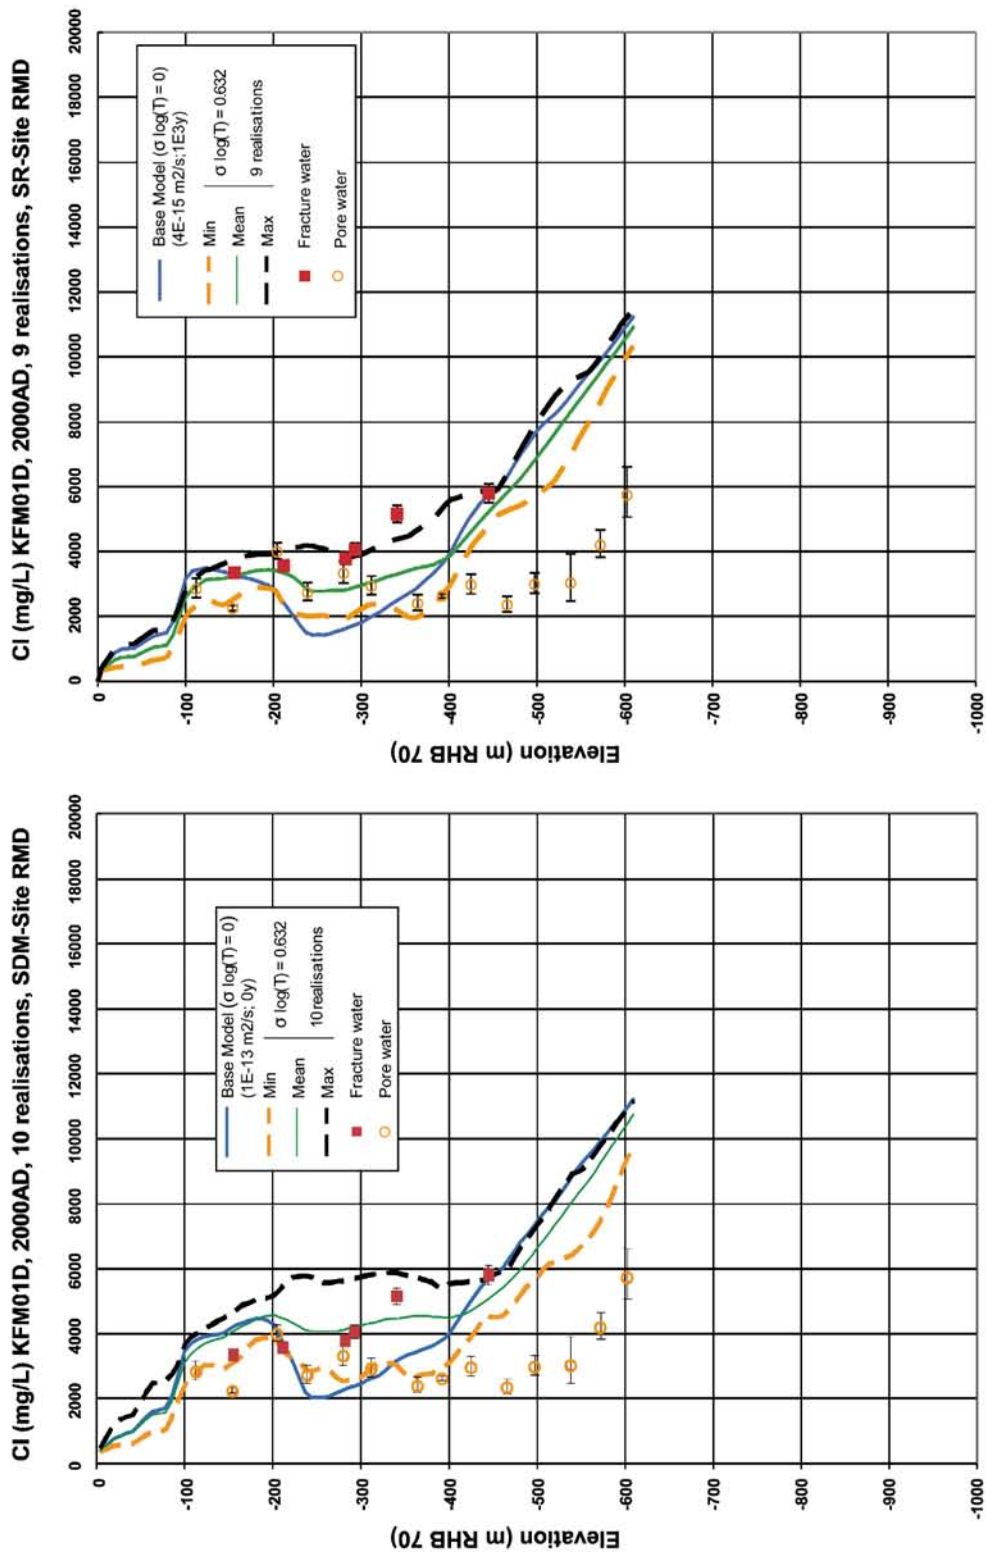 Cl (mg/L) KFM01D, 2000AD, 10 realisations, SDM-Site RMD
0 2000 4000 6000 8000 10000 12000 14000 16000 18000 20000
0
-100
-200
-300
-400
-500
-600
-700
-800
-900
-1000
Elevation (m RHB 70)
Base Model (σ log(T) = 0)
(1E-13 m2/s; 0y)
Min
Mean
Max
σ log(T) = 0.632
10 realisations
Fracture water
Pore water
Cl (mg/L) KFM01D, 2000AD, 9 realisations, SR-Site RMD
0 2000 4000 6000 8000 10000 12000 14000 16000 18000 20000
0
-100
-200
-300
-400
-500
-600
-700
-800
-900
-1000
Elevation (m RHB 70)
Base Model (σ log(T) = 0)
(4E-15 m2/s;1E3y)
Min
Mean
Max
σ log(T) = 0.632
9 realisations
Fracture water
Pore water